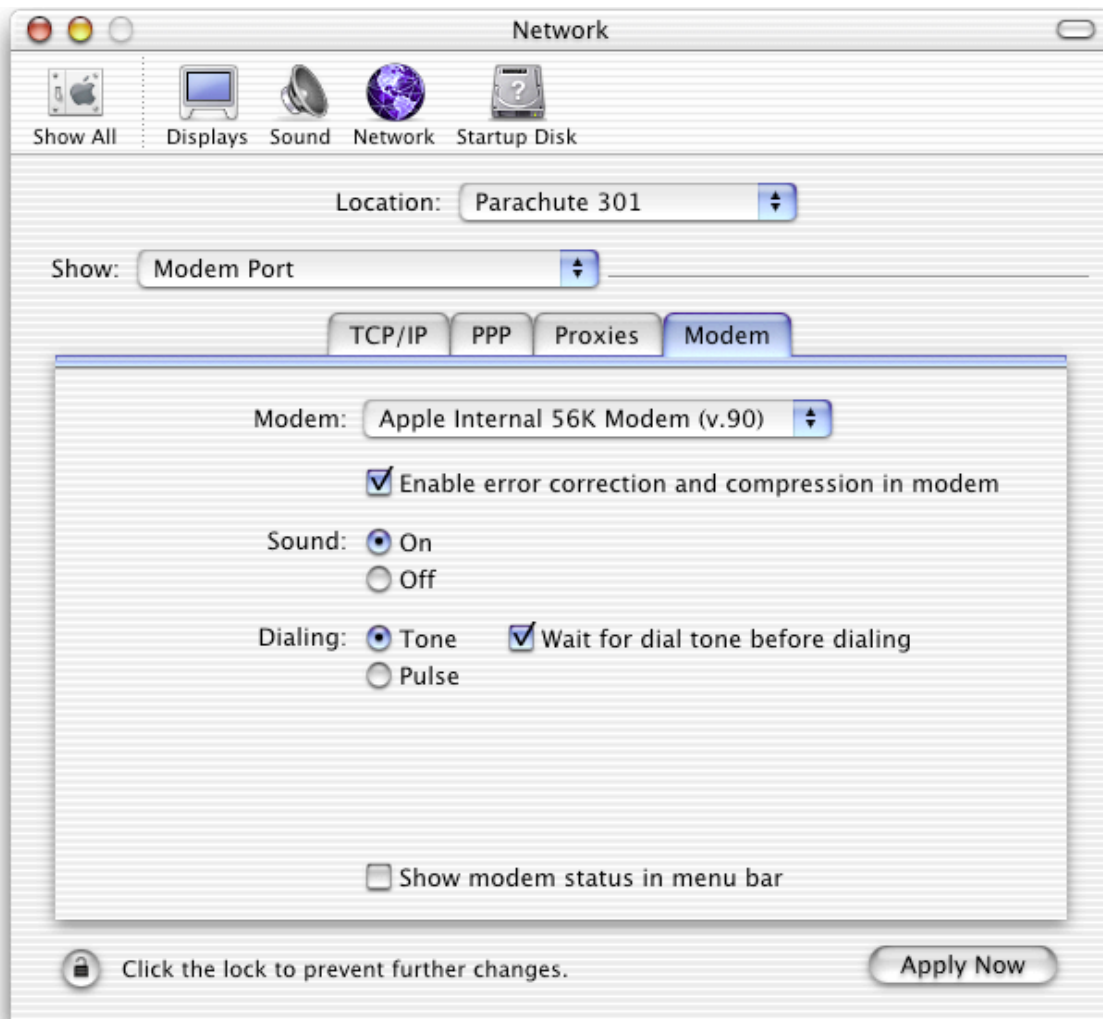 Network
Show All Displays Sound Network Startup Disk
Location: Parachute 301
Show: Modem Port
TCP/IP PPP Proxies Modem
Modem: Apple Internal 56K Modem (v.90)
Enable error correction and compression in modem
Sound: On
Off
Dialing: Tone Wait for dial tone before dialing
Pulse
Show modem status in menu bar
Click the lock to prevent further changes. Apply Now